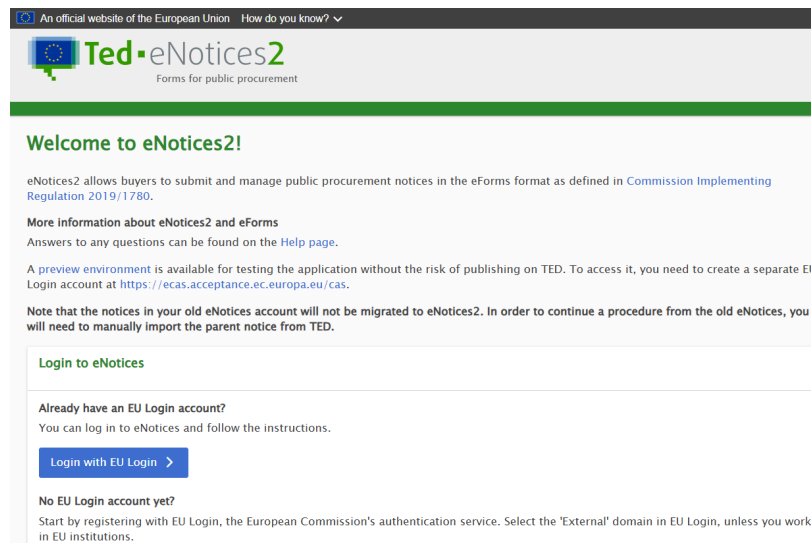 An official website of the European Union How do you know?
Ted eNotices2
Forms for public procurement
Welcome to eNotices2!
eNotices2 allows buyers to submit and manage public procurement notices in the eForms format as defined in Commission Implementing
Regulation 2019/1780.
More information about eNotices2 and eForms
Answers to any questions can be found on the Help page.
A preview environment is available for testing the application without the risk of publishing on TED. To access it, you need to create a separate E
Login account at https://ecas.acceptance.ec.europa.eu/cas.
Note that the notices in your old eNotices account will not be migrated to eNotices2. In order to continue a procedure from the old eNotices, you
will need to manually import the parent notice from TED.
Login to eNotices
Already have an EU Login account?
You can log in to eNotices and follow the instructions.
Login with EU Login
No EU Login account yet?
Start by registering with EU Login, the European Commission's authentication service. Select the 'External' domain in EU Login, unless you work
in EU institutions.